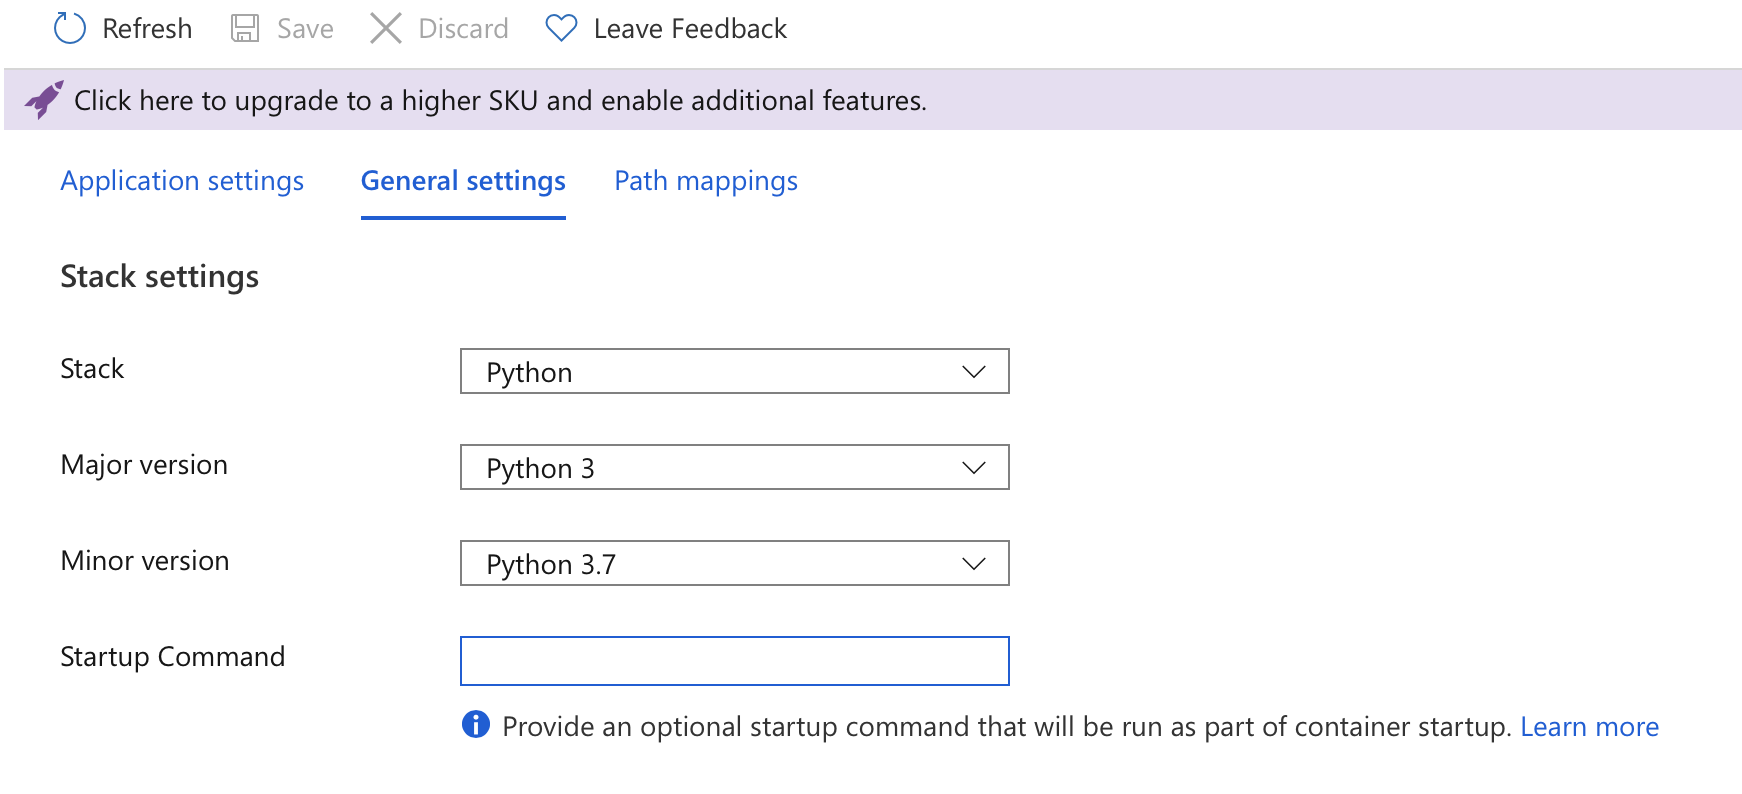 Refresh Save Discard Leave Feedback
Click here to upgrade to a higher SKU and enable additional features.
Application settings General settings Path mappings
Stack settings
Stack Python
Major version Python 3
Minor version Python 3.7
Startup Command
Provide an optional startup command that will be run as part of container startup. Learn more